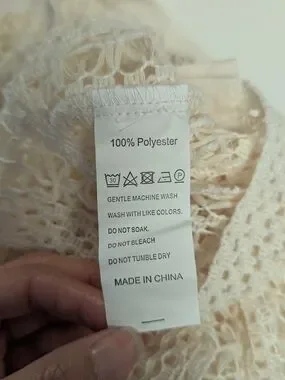 100% Polyester
30 P
GENTLE MACHINE WASH
WASH WITH LIKE COLORS.
DO NOT SOAK.
DO NOT BLEACH
DO NOT TUMBLE DRY
MADE IN CHINA